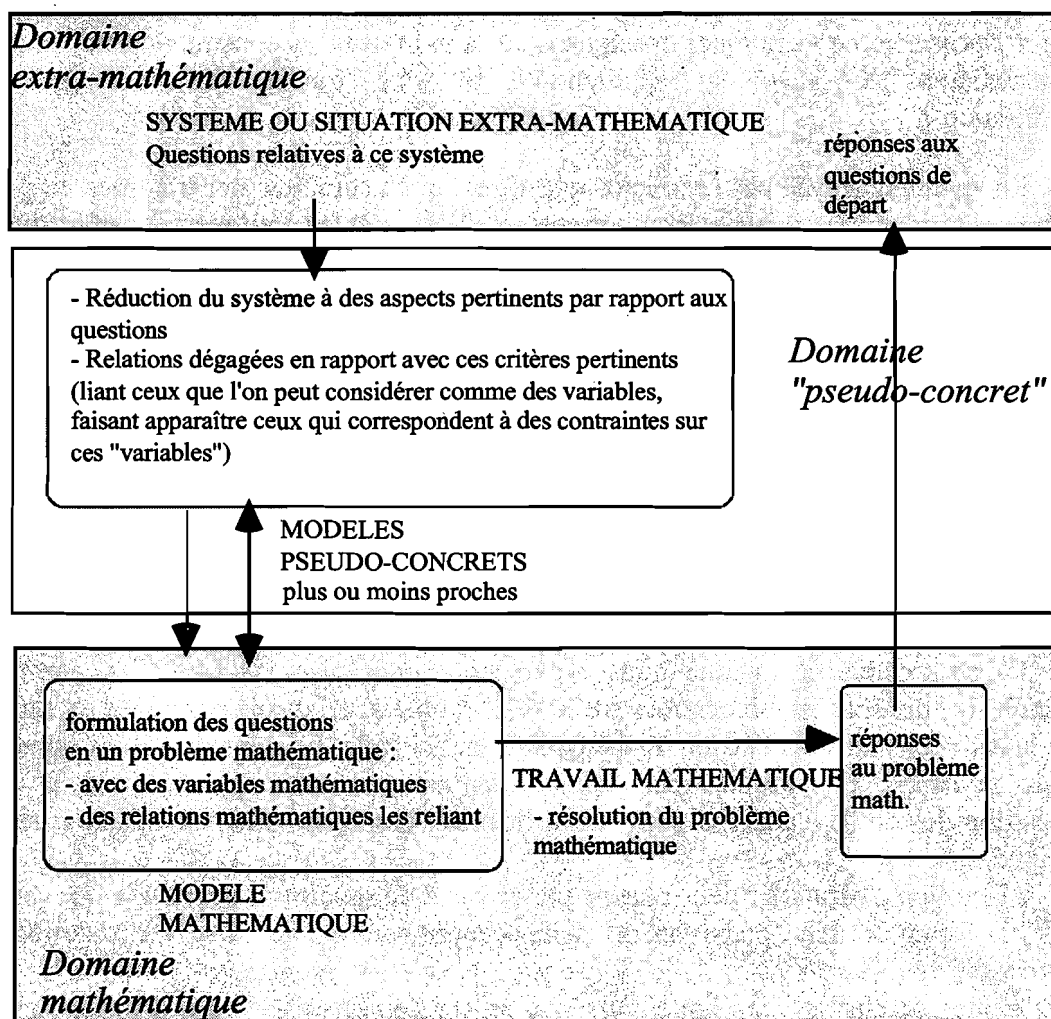 Domaine
extra-mathématique
SYSTEME OU SITUATION EXTRA-MATHEMATIQUE
Questions relatives à ce système
réponses aux
questions de
départ
- Réduction du système à des aspects pertinents par rapport aux
questions
- Relations dégagées en rapport avec ces critères pertinents
(liant ceux que l'on peut considérer comme des variables,
faisant apparaître ceux qui correspondent à des contraintes sur
ces "variables")
Domaine
"pseudo-concret"
MODELES
PSEUDO-CONCRETS
plus ou moins proches
formulation des questions
en un problème mathématique :
- avec des variables mathématiques
- des relations mathématiques les reliant
TRAVAIL MATHEMATIQUE
- résolution du problème
mathématique
réponses
au problème
math.
MODELE
MATHEMATIQUE
Domaine
mathématique